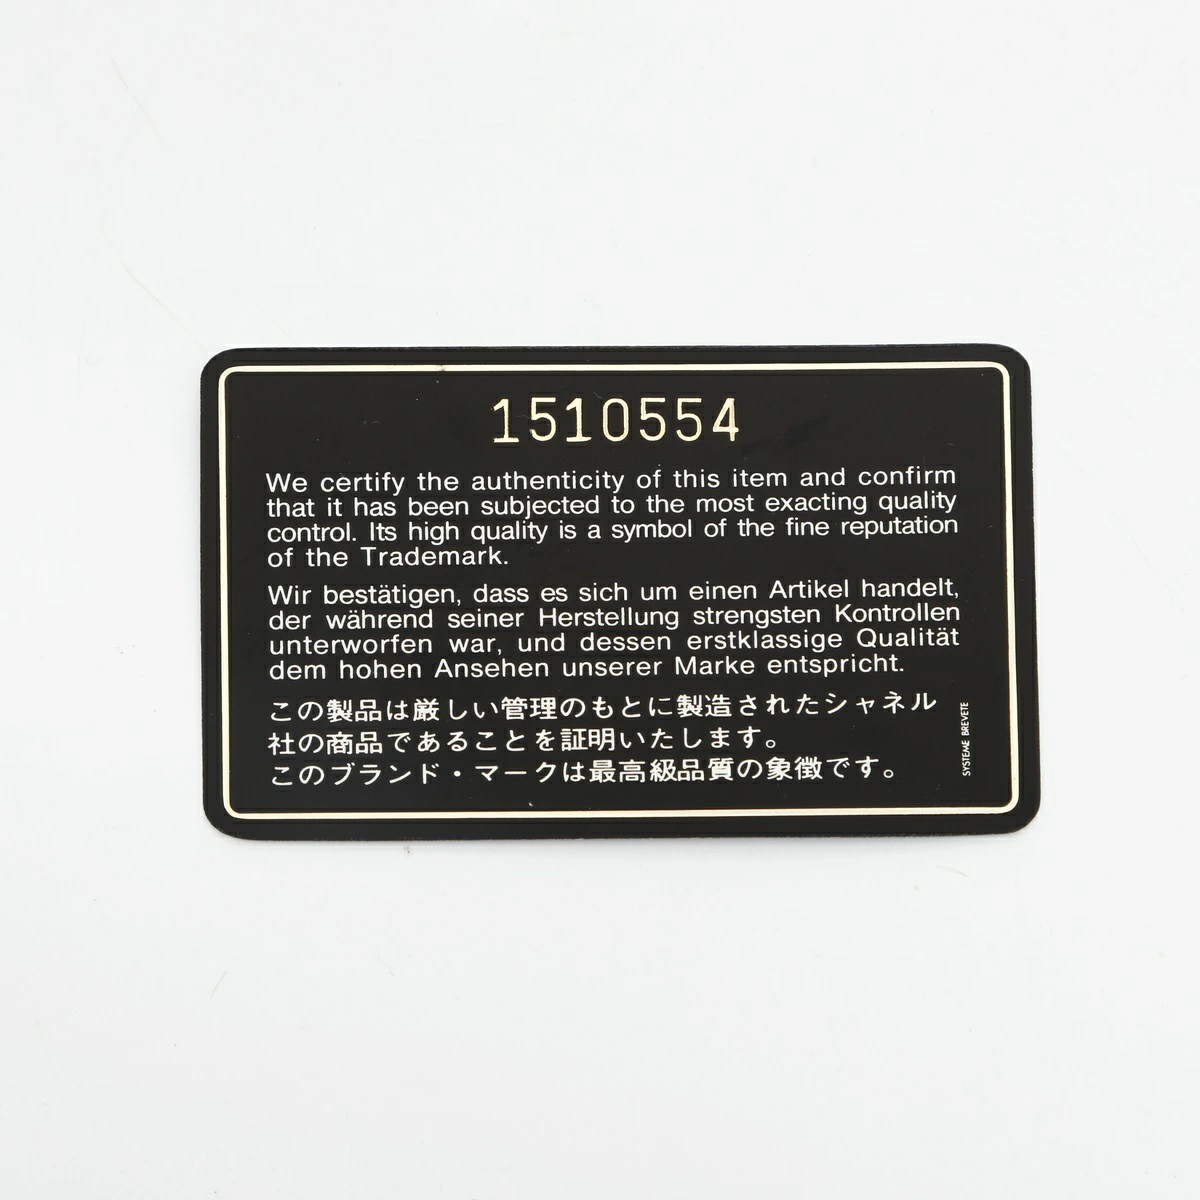 1510554
We certify the authenticity of this item and confirm
that it has been subjected to the most exacting quality
control. Its high quality is a symbol of the fine reputation
of the Trademark.
Wir bestätigen, dass es sich um einen Artikel handelt,
der während seiner Herstellung strengsten Kontrollen
unterworfen war, und dessen erstklassige Qualität
dem hohen Ansehen unserer Marke entspricht.
この製品は厳しい管理のもとに製造されたシャネル
社の商品であることを証明いたします。
このブランド・マークは最高級品質の象徴です。
SYSTEME BREVETE